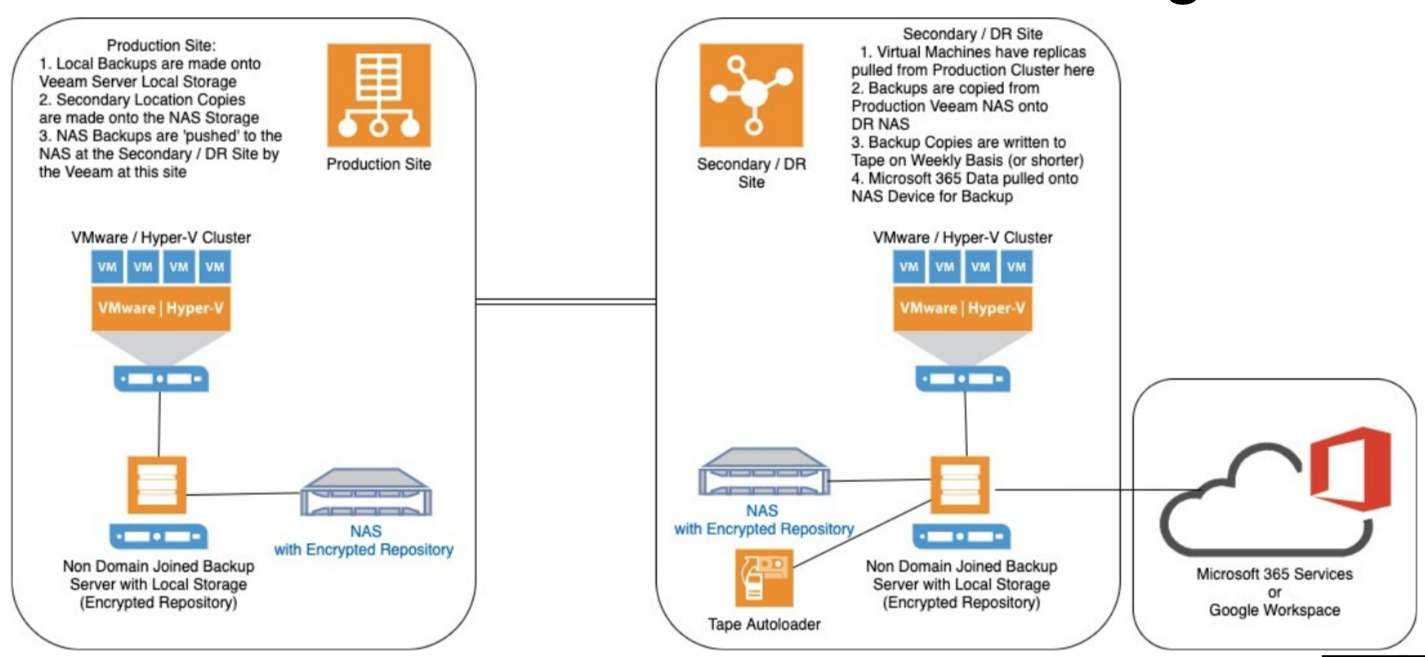 Production Site:
1. Local Backups are made onto
Veeam Server Local Storage
2. Secondary Location Copies
are made onto the NAS Storage
3. NAS Backups are 'pushed' to the
NAS at the Secondary / DR Site by
the Veeam at this site
Production Site
VMware / Hyper-V Cluster
VM VM VM VM
VMware | Hyper-V
NAS
with Encrypted Repository
Non Domain Joined Backup
Server with Local Storage
(Encrypted Repository)
Secondary / DR
Site
Secondary / DR Site
1. Virtual Machines have replicas
pulled from Production Cluster here
2. Backups are copied from
Production Veeam NAS onto
DR NAS
3. Backup Copies are written to
Tape on Weekly Basis (or shorter)
4. Microsoft 365 Data pulled onto
NAS Device for Backup
VMware / Hyper-V Cluster
VM VM VM VM
VMware | Hyper-V
NAS
with Encrypted Repository
Tape Autoloader
Non Domain Joined Backup
Server with Local Storage
(Encrypted Repository)
Microsoft 365 Services
or
Google Workspace